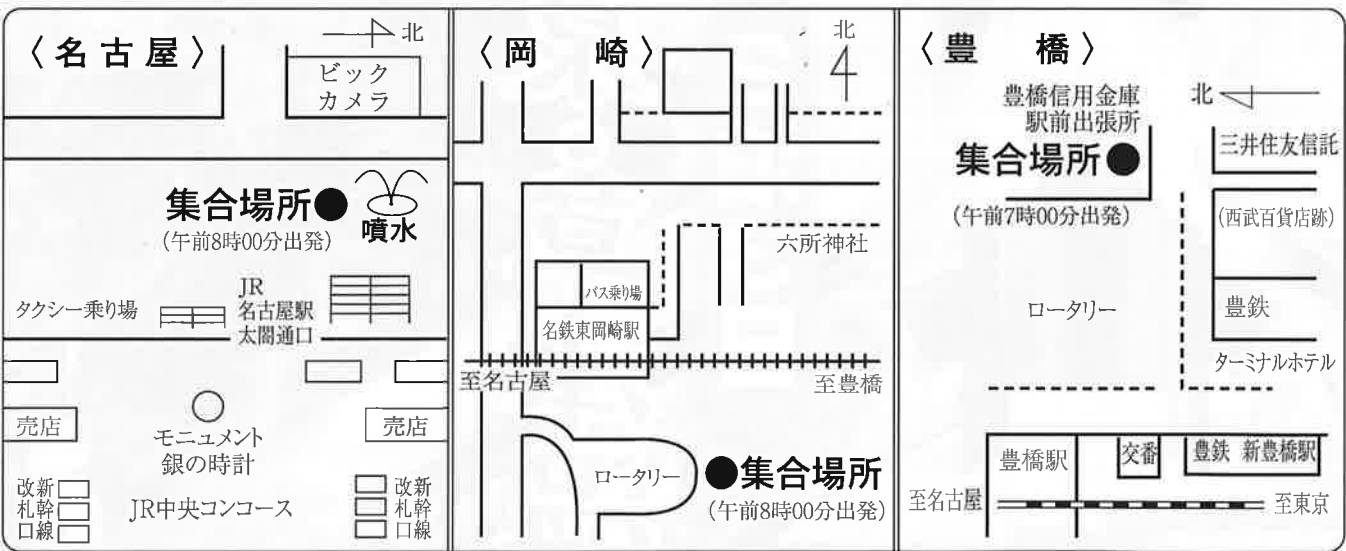 〈名古屋〉
北
ビック
カメラ
集合場所●
噴水
(午前8時00分出発)
タクシー乗り場
JR
名古屋駅
太閤通口
売店
売店
モニュメント
銀の時計
改新
札幹
口線
JR中央コンコース
改新
札幹
口線
〈岡 崎〉
北
六所神社
バス乗り場
名鉄東岡崎駅
至名古屋
至豊橋
ロータリー
●集合場所
(午前8時00分出発)
〈豊 橋〉
豊橋信用金庫
駅前出張所
北
集合場所●
三井住友信託
(午前7時00分出発)
(西武百貨店跡)
ロータリー
豊鉄
ターミナルホテル
豊橋駅
交番
豊鉄 新豊橋駅
至名古屋
至東京